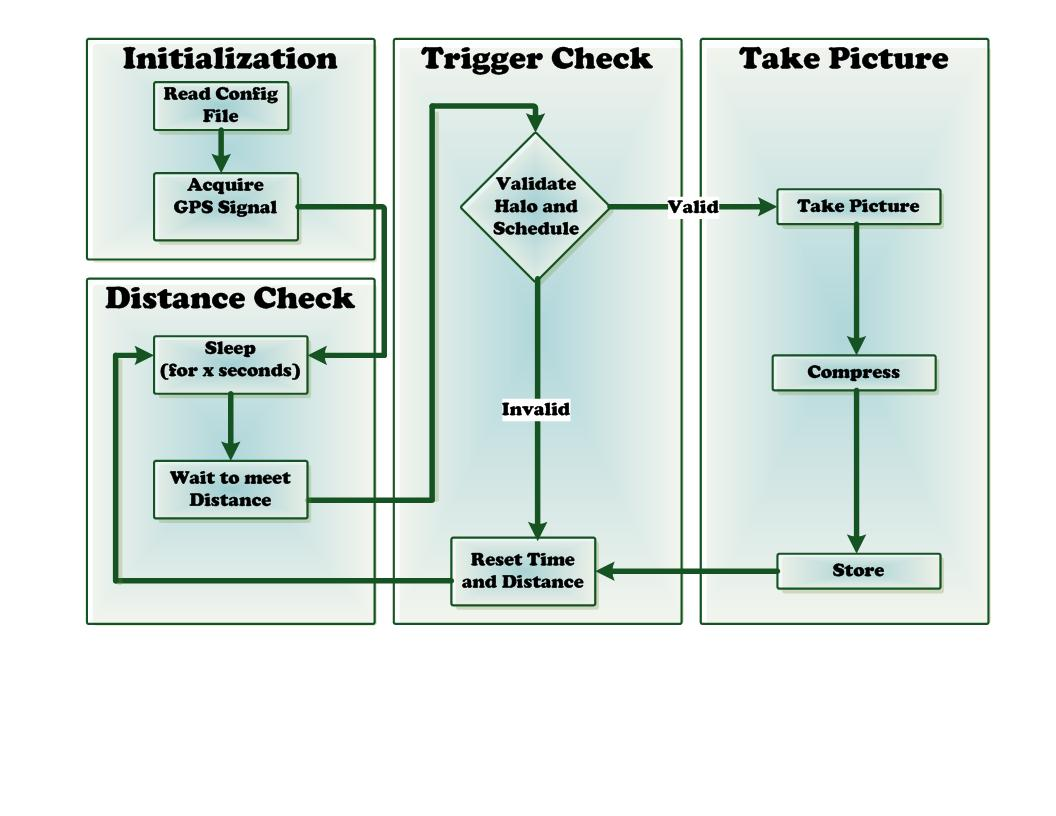 Initialization
Read Config
File
Acquire
GPS Signal
Distance Check
Sleep
(for x seconds)
Wait to meet
Distance
Trigger Check
Validate
Halo and
Schedule
Valid
Invalid
Reset Time
and Distance
Take Picture
Take Picture
Compress
Store